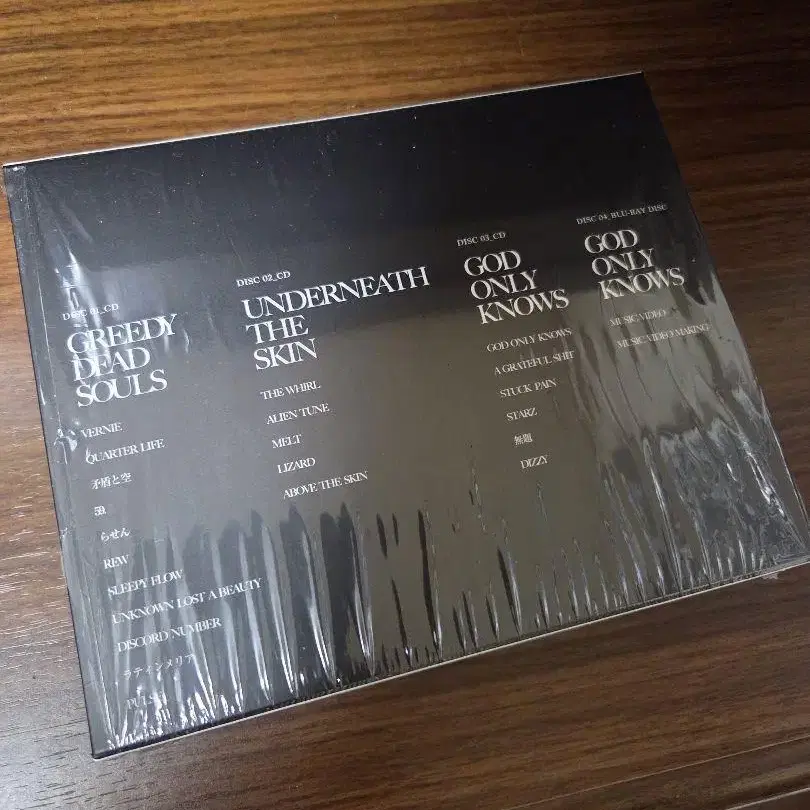 DISC 01_CD
GREEDY
DEAD
SOULS
VERNIE
QUARTER LIFE
矛盾と空
59.
らせん
REW
SLEEPY FLOW
UNKNOWN LOST A BEAUTY
DISCORD NUMBER
ラティンメリア
DISC 02_CD
UNDERNEATH
THE
SKIN
THE WHIRL
ALIEN TUNE
MELT
LIZARD
ABOVE THE SKIN
DISC 03_CD
GOD
ONLY
KNOWS
GOD ONLY KNOWS
A GRATEFUL SHIT
STUCK PAIN
STARZ
無題
DIZZY
DISC 04_BLU-RAY DISC
GOD
ONLY
KNOWS
MUSIC VIDEO
MUSIC VIDEO MAKING